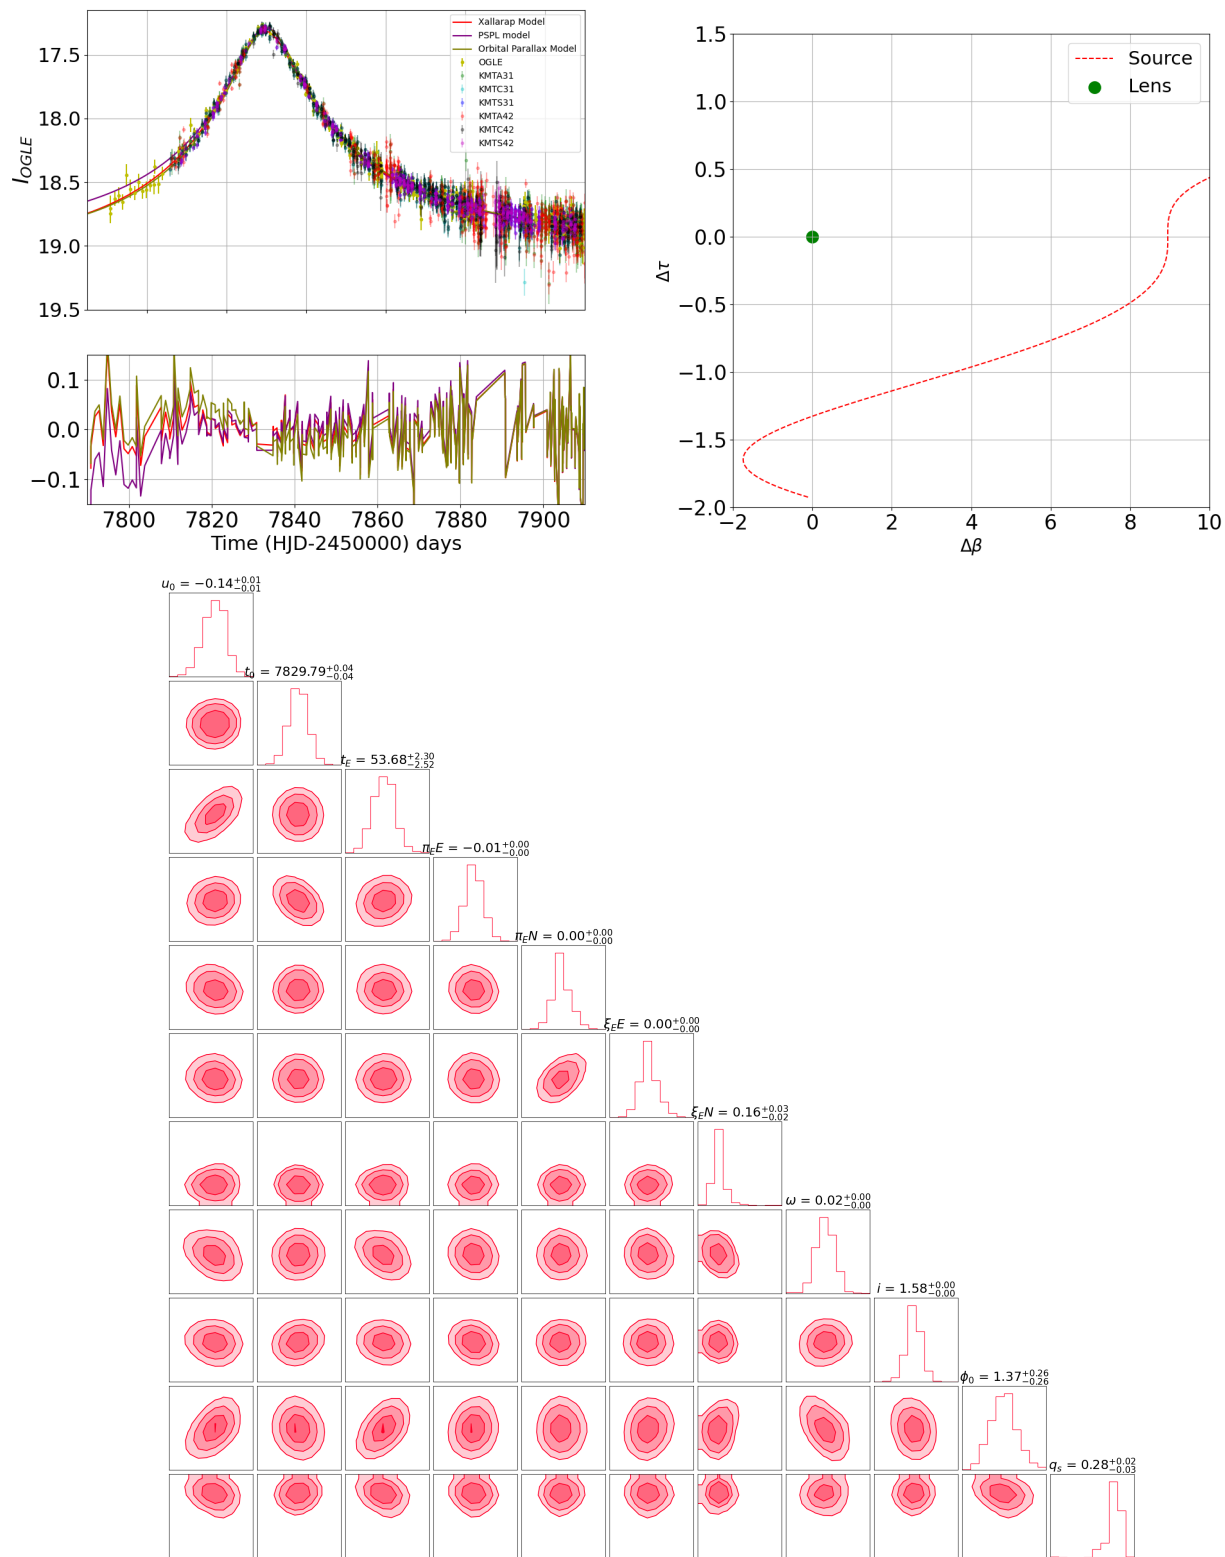 17.5
18.0
18.5
19.0
19.5
I_{OGLE}
Xallarap Model
PSPL model
Orbital Parallax Model
OGLE
KMTA31
KMTC31
KMTS31
KMTA42
KMTC42
KMTS42
0.1
0.0
−0.1
7800 7820 7840 7860 7880 7900
Time (HJD-2450000) days
1.5
1.0
0.5
0.0
−0.5
−1.0
−1.5
−2.0
Δτ
Source
Lens
−2 0 2 4 6 8 10
Δβ
u_0 = −0.14^{+0.01}_{−0.01}
t_0 = 7829.79^{+0.04}_{−0.04}
t_E = 53.68^{+2.30}_{−2.52}
π_E E = −0.01^{+0.00}_{−0.00}
π_E N = 0.00^{+0.00}_{−0.00}
ξ_E E = 0.00^{+0.00}_{−0.00}
ξ_E N = 0.16^{+0.03}_{−0.02}
ω = 0.02^{+0.00}_{−0.00}
i = 1.58^{+0.00}_{−0.00}
ϕ_0 = 1.37^{+0.26}_{−0.26}
q_s = 0.28^{+0.02}_{−0.03}